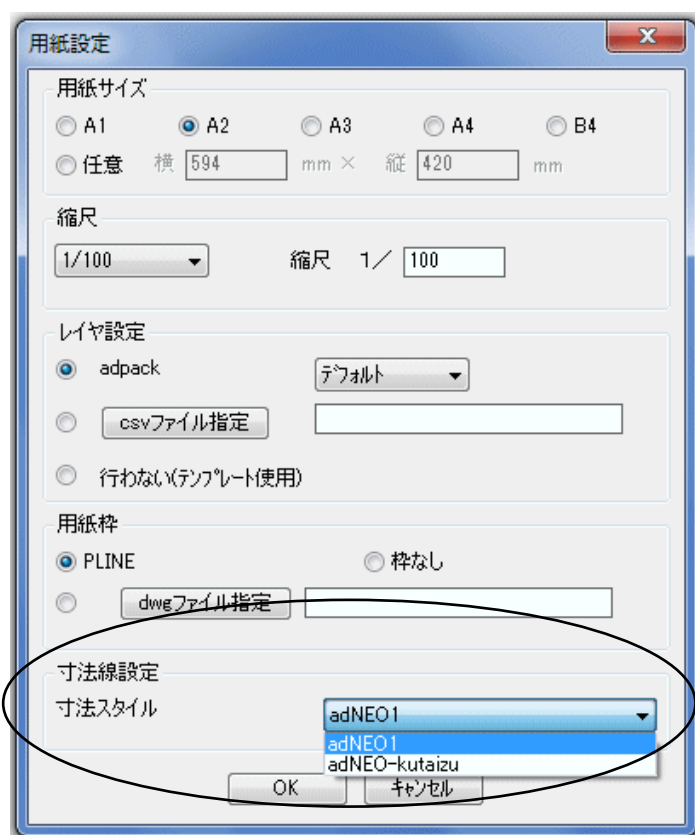 用紙設定
用紙サイズ
A1 A2 A3 A4 B4
任意 横 594 mm × 縦 420 mm
縮尺
1/100 縮尺 1／ 100
レイヤ設定
adpack ﾃﾞﾌｫﾙﾄ
csvファイル指定
行わない(ﾃﾝﾌﾟﾚｰﾄ使用)
用紙枠
PLINE 枠なし
dwgファイル指定
寸法線設定
寸法スタイル adNEO1
adNEO1
adNEO-kutaizu
OK ｷｬﾝｾﾙ